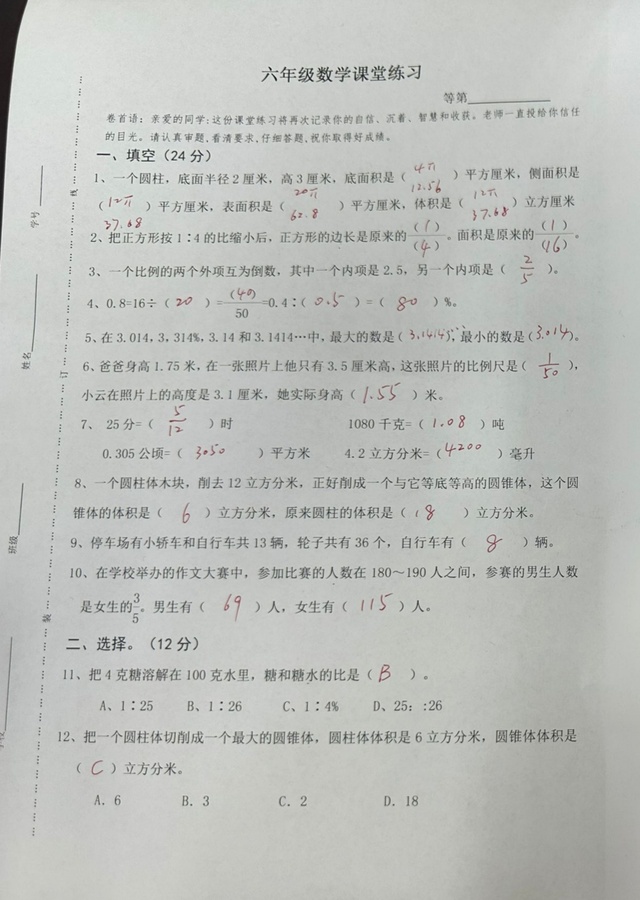 六年级数学课堂练习
等第
卷首语：亲爱的同学：这份课堂练习将再次记录你的自信、沉着、智慧和收获。老师一直投给你信任
的目光。请认真审题，看清要求，仔细答题，祝你取得好成绩。
一、填空（24分）
1、一个圆柱，底面半径2厘米，高3厘米，底面积是（4π 12.56）平方厘米，侧面积是
（12π 37.68）平方厘米，表面积是（20π 62.8）平方厘米，体积是（12π 37.68）立方厘米
2、把正方形按1∶4的比缩小后，正方形的边长是原来的(1)/(4)。面积是原来的(1)/(16)。
3、一个比例的两个外项互为倒数，其中一个内项是2.5，另一个内项是（2/5）。
4、0.8=16÷（20）=(40)/50=0.4∶（0.5）=（80）%。
5、在3.014，3，314%，3.14和3.1414…中，最大的数是（3.1414…），最小的数是（3.014）。
6、爸爸身高1.75米，在一张照片上他只有3.5厘米高，这张照片的比例尺是（1/50），
小云在照片上的高度是3.1厘米，她实际身高（1.55）米。
7、 25分=（5/12）时 1080千克=（1.08）吨
0.305公顷=（3050）平方米 4.2立方分米=（4200）毫升
8、一个圆柱体木块，削去12立方分米，正好削成一个与它等底等高的圆锥体，这个圆
锥体的体积是（6）立方分米，原来圆柱的体积是（18）立方分米。
9、停车场有小轿车和自行车共13辆，轮子共有36个，自行车有（8）辆。
10、在学校举办的作文大赛中，参加比赛的人数在180～190人之间，参赛的男生人数
是女生的3/5。男生有（69）人，女生有（115）人。
二、选择。（12分）
11、把4克糖溶解在100克水里，糖和糖水的比是（B）。
A、1∶25 B、1∶26 C、1∶4% D、25：:26
12、把一个圆柱体切削成一个最大的圆锥体，圆柱体体积是6立方分米，圆锥体体积是
（C）立方分米。
A．6 B．3 C．2 D．18
学号
姓名
班级
线
订
装